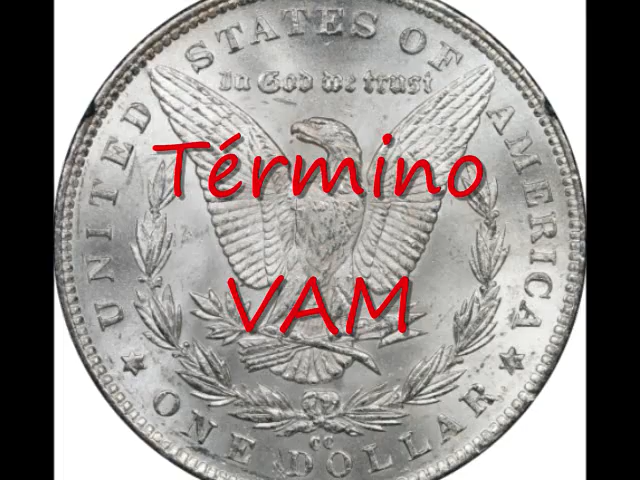 UNITED STATES OF AMERICA
In God we trust
Término
VAM
CC
ONE DOLLAR